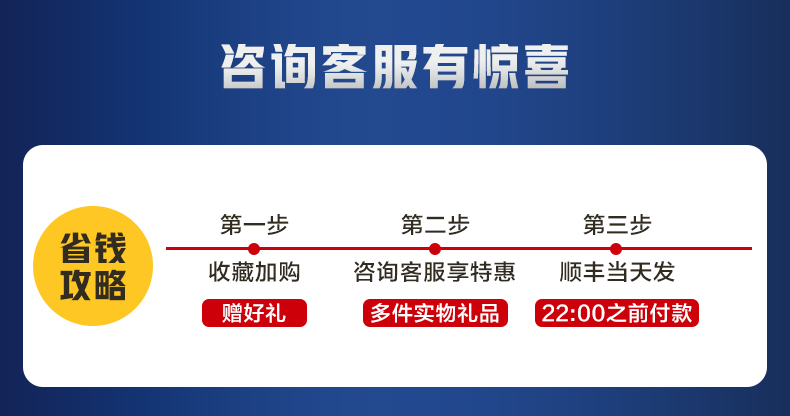 咨询客服有惊喜
省钱
攻略
第一步
收藏加购
赠好礼
第二步
咨询客服享特惠
多件实物礼品
第三步
顺丰当天发
22:00之前付款